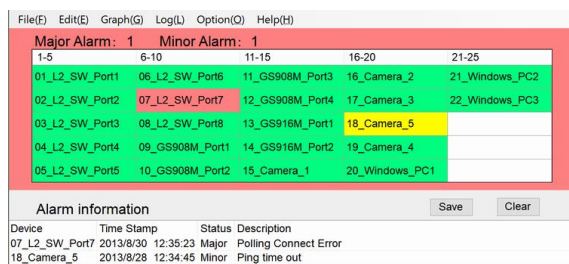 File(F) Edit(E) Graph(G) Log(L) Option(O) Help(H)
Major Alarm: 1 Minor Alarm: 1
1-5 6-10 11-15 16-20 21-25
01_L2_SW_Port1 06_L2_SW_Port6 11_GS908M_Port3 16_Camera_2 21_Windows_PC2
02_L2_SW_Port2 07_L2_SW_Port7 12_GS908M_Port4 17_Camera_3 22_Windows_PC3
03_L2_SW_Port3 08_L2_SW_Port8 13_GS916M_Port1 18_Camera_5
04_L2_SW_Port4 09_GS908M_Port1 14_GS916M_Port2 19_Camera_4
05_L2_SW_Port5 10_GS908M_Port2 15_Camera_1 20_Windows_PC1
Alarm information Save Clear
Device Time Stamp Status Description
07_L2_SW_Port7 2013/8/30 12:35:23 Major Polling Connect Error
18_Camera_5 2013/8/28 12:34:45 Minor Ping time out